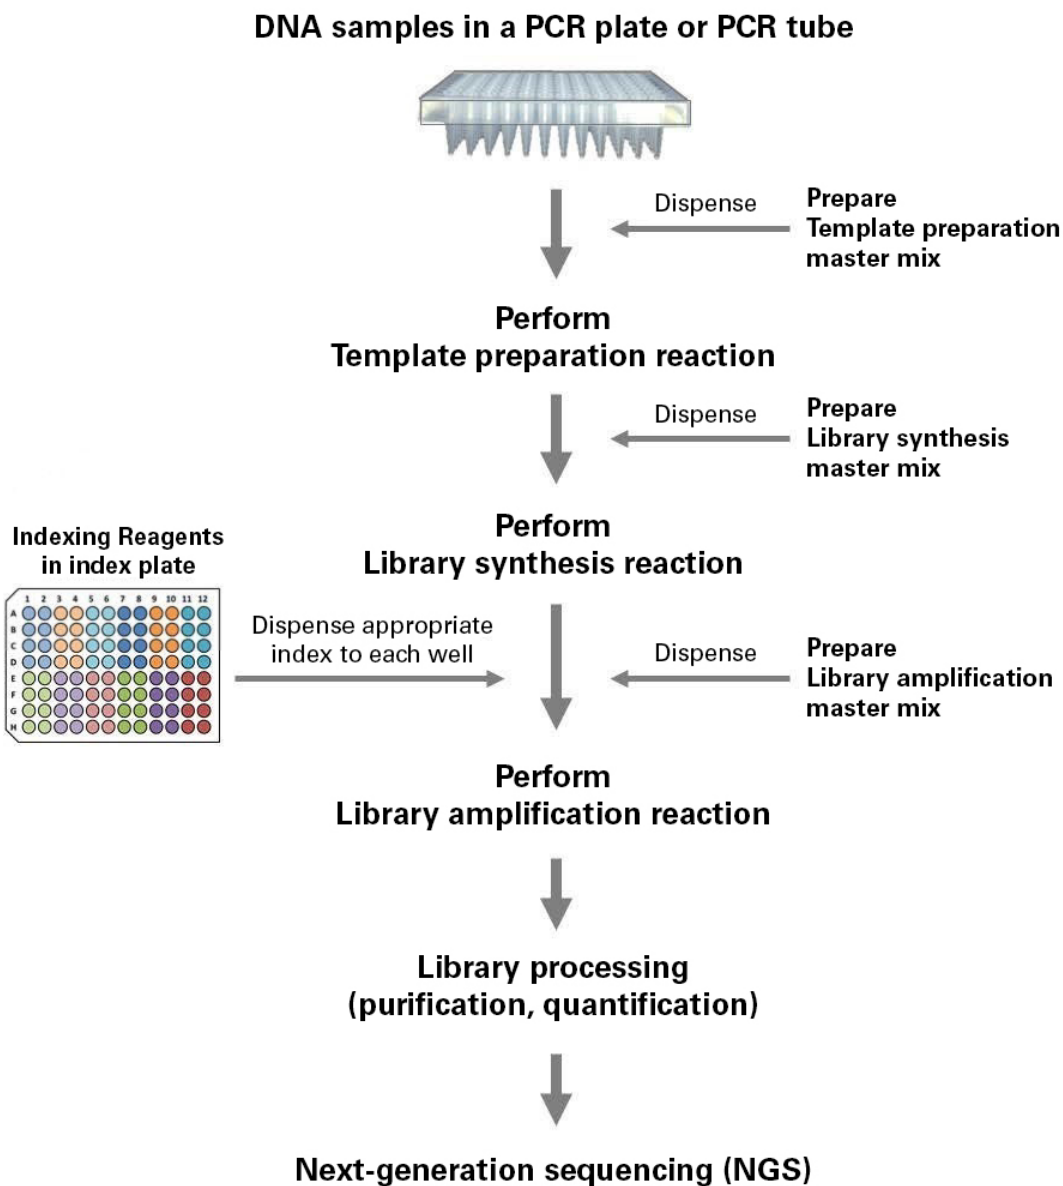 DNA samples in a PCR plate or PCR tube
Dispense
Prepare
Template preparation
master mix
Perform
Template preparation reaction
Dispense
Prepare
Library synthesis
master mix
Perform
Library synthesis reaction
Indexing Reagents
in index plate
1 2 3 4 5 6 7 8 9 10 11 12
A
B
C
D
E
F
G
H
Dispense appropriate
index to each well
Dispense
Prepare
Library amplification
master mix
Perform
Library amplification reaction
Library processing
(purification, quantification)
Next-generation sequencing (NGS)